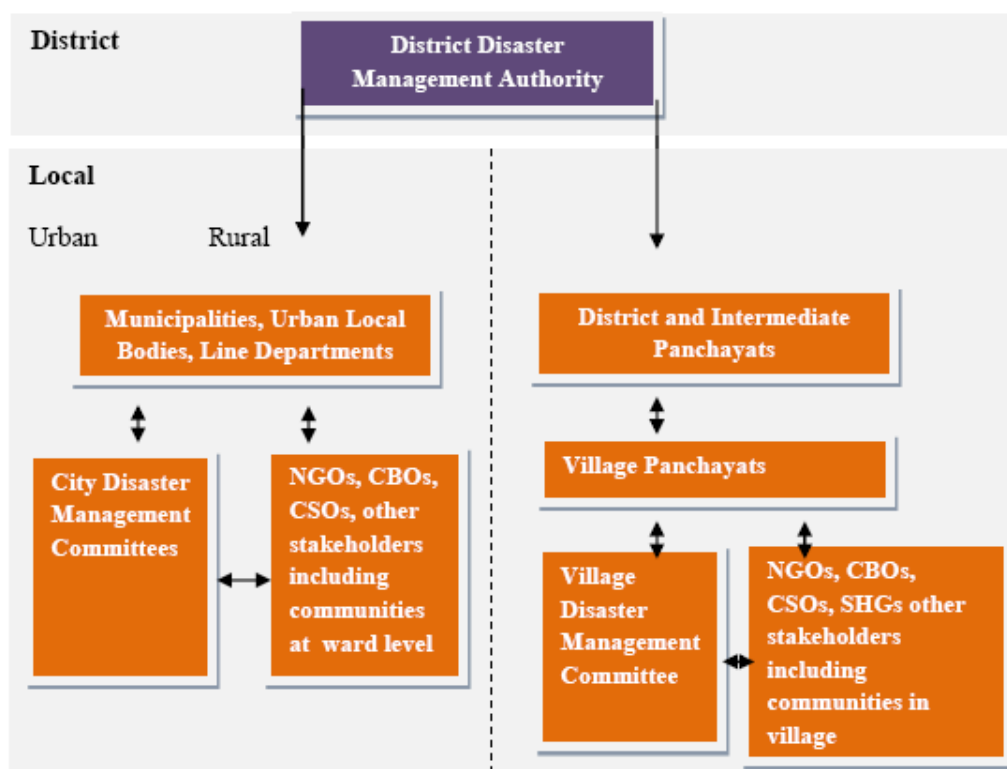 District
District Disaster
Management Authority
Local
Urban
Rural
Municipalities, Urban Local
Bodies, Line Departments
City Disaster
Management
Committees
NGOs, CBOs,
CSOs, other
stakeholders
including
communities
at ward level
District and Intermediate
Panchayats
Village Panchayats
Village
Disaster
Management
Committee
NGOs, CBOs,
CSOs, SHGs other
stakeholders
including
communities in
village